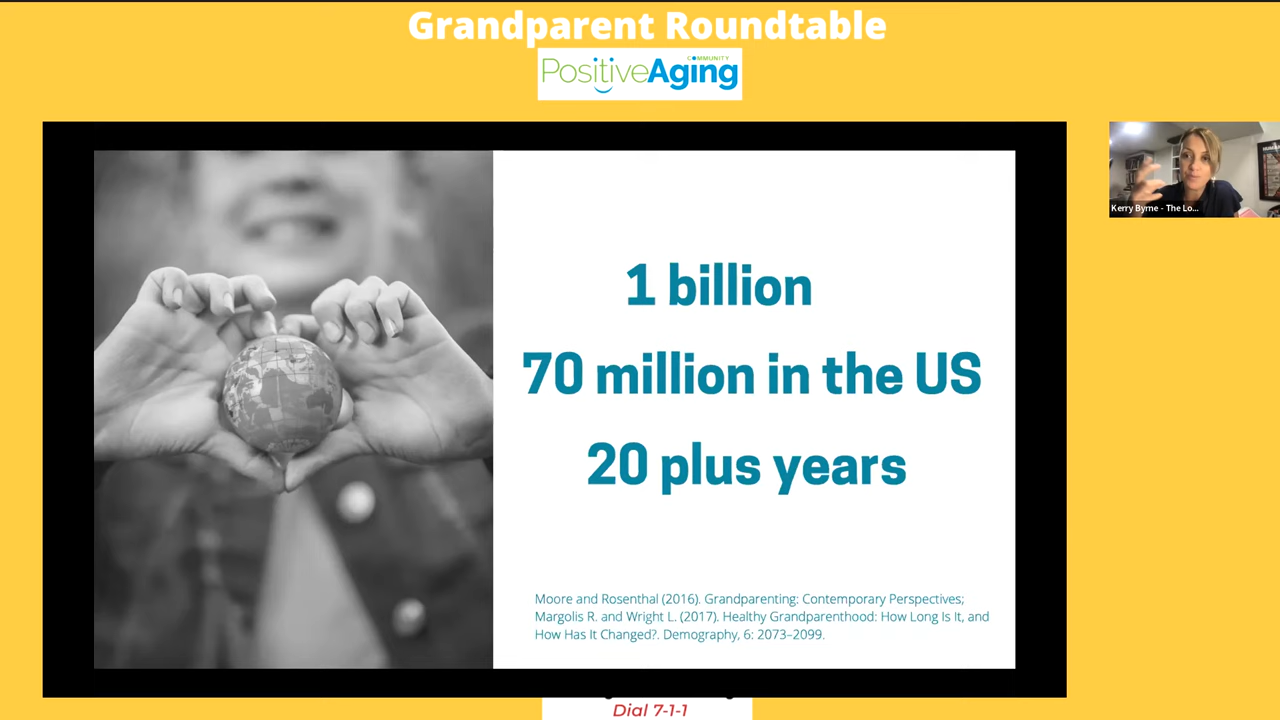 Grandparent Roundtable
COMMUNITY
PositiveAging
Kerry Byrne - The Lo...
1 billion
70 million in the US
20 plus years
Moore and Rosenthal (2016). Grandparenting: Contemporary Perspectives;
Margolis R. and Wright L. (2017). Healthy Grandparenthood: How Long Is It, and
How Has It Changed?. Demography, 6: 2073–2099.
Dial 7-1-1